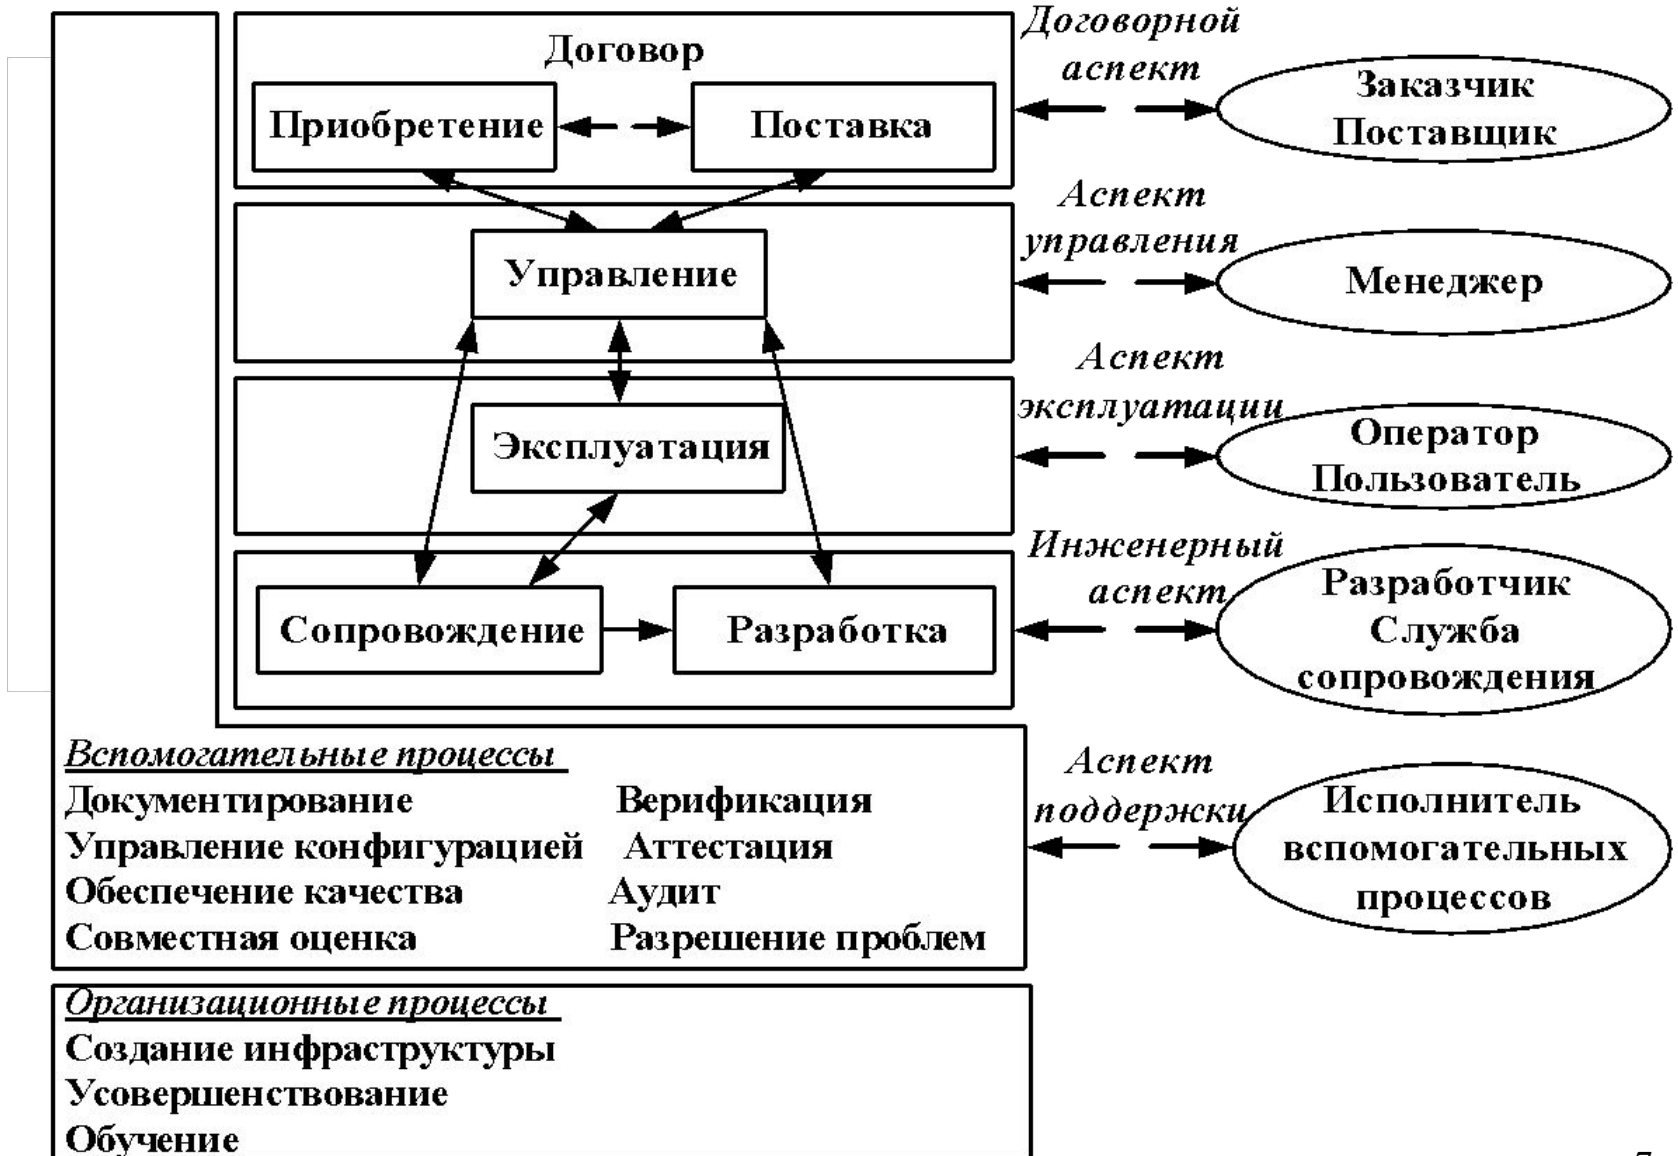 Договор
Приобретение
Поставка
Договорной
аспект
Заказчик
Поставщик
Управление
Аспект
управления
Менеджер
Эксплуатация
Аспект
эксплуатации
Оператор
Пользователь
Сопровождение
Разработка
Инженерный
аспект
Разработчик
Служба
сопровождения
Вспомогательные процессы
Документирование Верификация
Управление конфигурацией Аттестация
Обеспечение качества Аудит
Совместная оценка Разрешение проблем
Аспект
поддержки
Исполнитель
вспомогательных
процессов
Организационные процессы
Создание инфраструктуры
Усовершенствование
Обучение